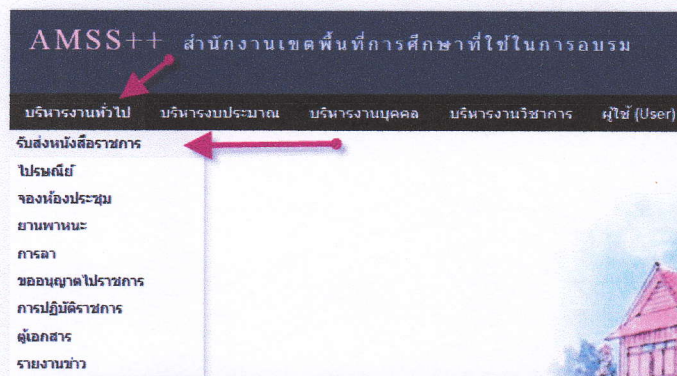 AMSS++ สำนักงานเขตพื้นที่การศึกษาที่ใช้ในการอบรม
บริหารงานทั่วไป บริหารงบประมาณ บริหารงานบุคคล บริหารงานวิชาการ ผู้ใช้ (User)
รับส่งหนังสือราชการ
ไปรษณีย์
จองห้องประชุม
ยานพาหนะ
การลา
ขออนุญาตไปราชการ
การปฏิบัติราชการ
ตู้เอกสาร
รายงานข่าว